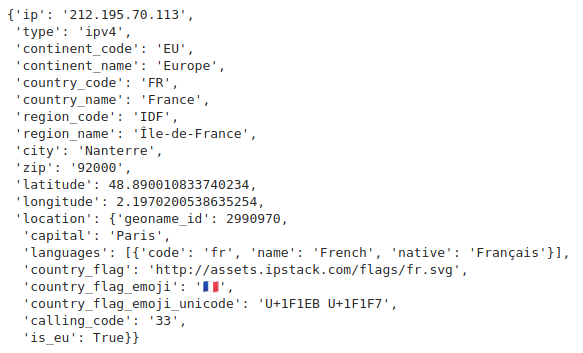 {'ip': '212.195.70.113',
 'type': 'ipv4',
 'continent_code': 'EU',
 'continent_name': 'Europe',
 'country_code': 'FR',
 'country_name': 'France',
 'region_code': 'IDF',
 'region_name': 'Île-de-France',
 'city': 'Nanterre',
 'zip': '92000',
 'latitude': 48.890010833740234,
 'longitude': 2.1970200538635254,
 'location': {'geoname_id': 2990970,
  'capital': 'Paris',
  'languages': [{'code': 'fr', 'name': 'French', 'native': 'Français'}],
  'country_flag': 'http://assets.ipstack.com/flags/fr.svg',
  'country_flag_emoji': '🇫🇷',
  'country_flag_emoji_unicode': 'U+1F1EB U+1F1F7',
  'calling_code': '33',
  'is_eu': True}}